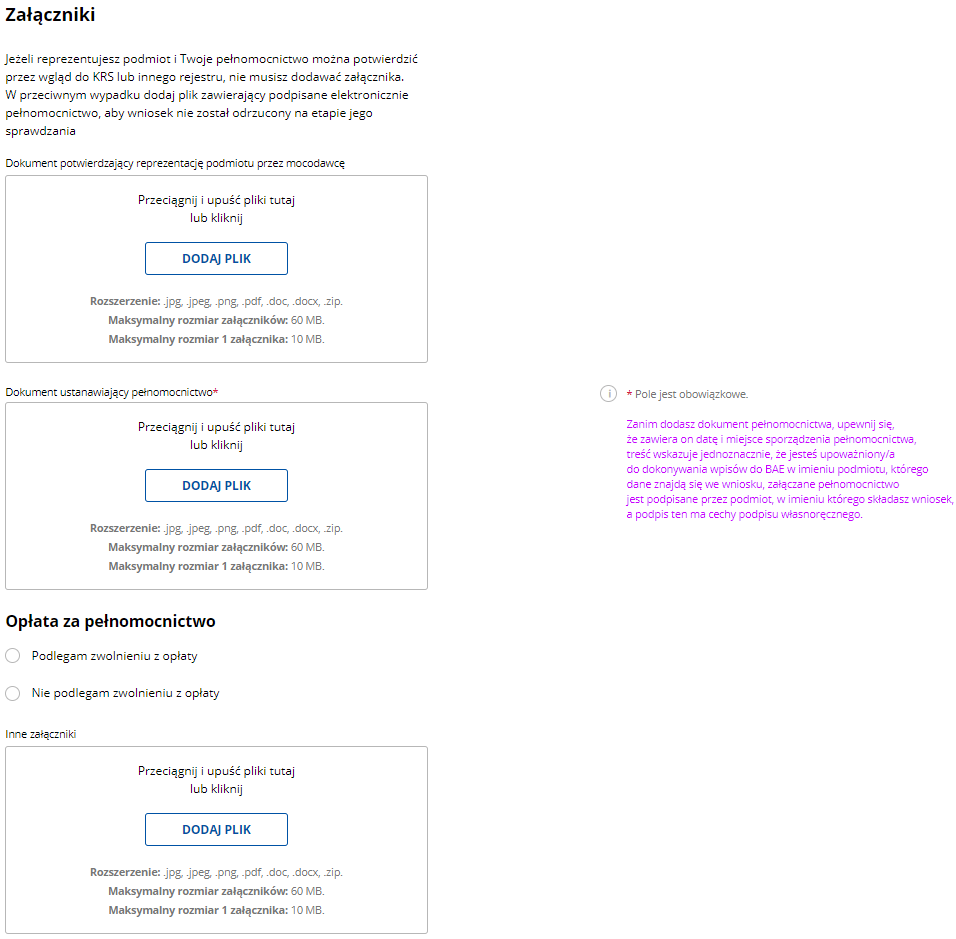 Załączniki
Jeżeli reprezentujesz podmiot i Twoje pełnomocnictwo można potwierdzić
przez wgląd do KRS lub innego rejestru, nie musisz dodawać załącznika.
W przeciwnym wypadku dodaj plik zawierający podpisane elektronicznie
pełnomocnictwo, aby wniosek nie został odrzucony na etapie jego
sprawdzania
Dokument potwierdzający reprezentację podmiotu przez mocodawcę
Przeciągnij i upuść pliki tutaj
lub kliknij
DODAJ PLIK
Rozszerzenie: .jpg, .jpeg, .png, .pdf, .doc, .docx, .zip.
Maksymalny rozmiar załączników: 60 MB.
Maksymalny rozmiar 1 załącznika: 10 MB.
Dokument ustanawiający pełnomocnictwo*
Przeciągnij i upuść pliki tutaj
lub kliknij
DODAJ PLIK
Rozszerzenie: .jpg, .jpeg, .png, .pdf, .doc, .docx, .zip.
Maksymalny rozmiar załączników: 60 MB.
Maksymalny rozmiar 1 załącznika: 10 MB.
i * Pole jest obowiązkowe.
Zanim dodasz dokument pełnomocnictwa, upewnij się,
że zawiera on datę i miejsce sporządzenia pełnomocnictwa,
treść wskazuje jednoznacznie, że jesteś upoważniony/a
do dokonywania wpisów do BAE w imieniu podmiotu, którego
dane znajdą się we wniosku, załączane pełnomocnictwo
jest podpisane przez podmiot, w imieniu którego składasz wniosek,
a podpis ten ma cechy podpisu własnoręcznego.
Opłata za pełnomocnictwo
Podlegam zwolnieniu z opłaty
Nie podlegam zwolnieniu z opłaty
Inne załączniki
Przeciągnij i upuść pliki tutaj
lub kliknij
DODAJ PLIK
Rozszerzenie: .jpg, .jpeg, .png, .pdf, .doc, .docx, .zip.
Maksymalny rozmiar załączników: 60 MB.
Maksymalny rozmiar 1 załącznika: 10 MB.